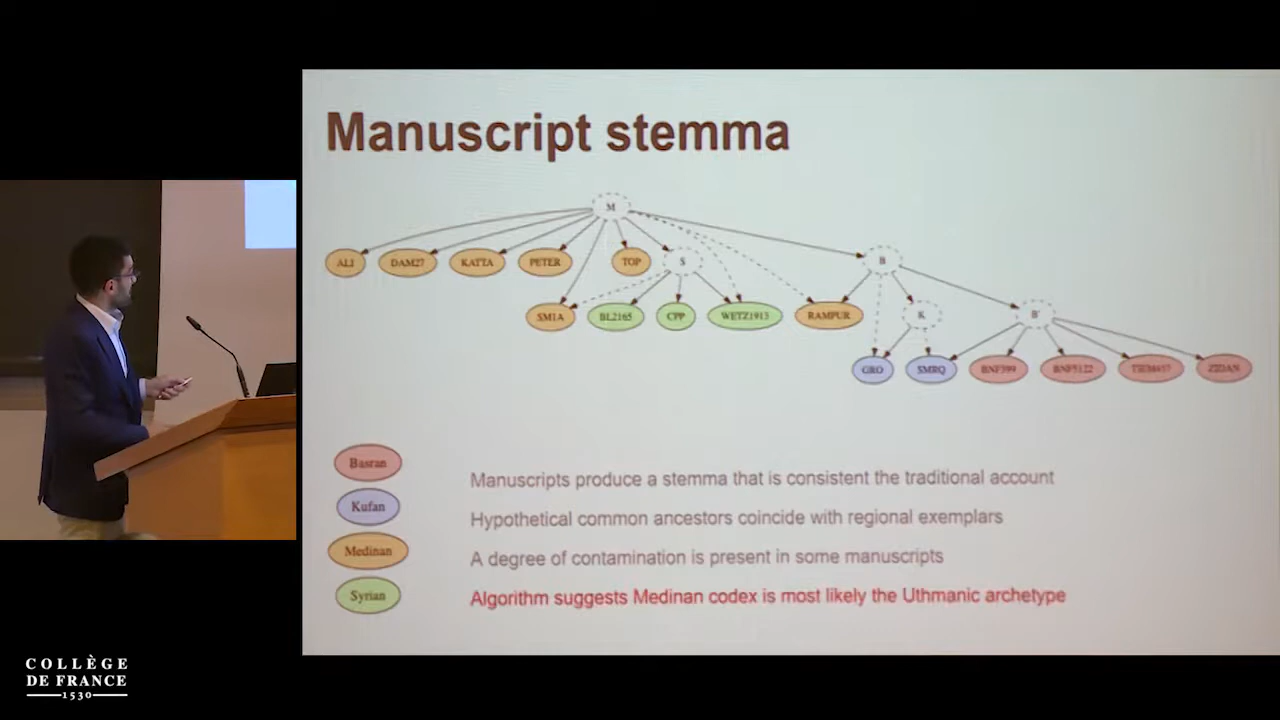 Manuscript stemma
M
ALI DAM27 KATTA PETER TOP S B
SM1A BL2165 CPP WETZ1913 RAMPUR K B'
GRO SMRQ BNF399 BNF5122 ZIDAN
Basran
Kufan
Medinan
Syrian
Manuscripts produce a stemma that is consistent the traditional account
Hypothetical common ancestors coincide with regional exemplars
A degree of contamination is present in some manuscripts
Algorithm suggests Medinan codex is most likely the Uthmanic archetype
COLLÈGE
DE FRANCE
1530